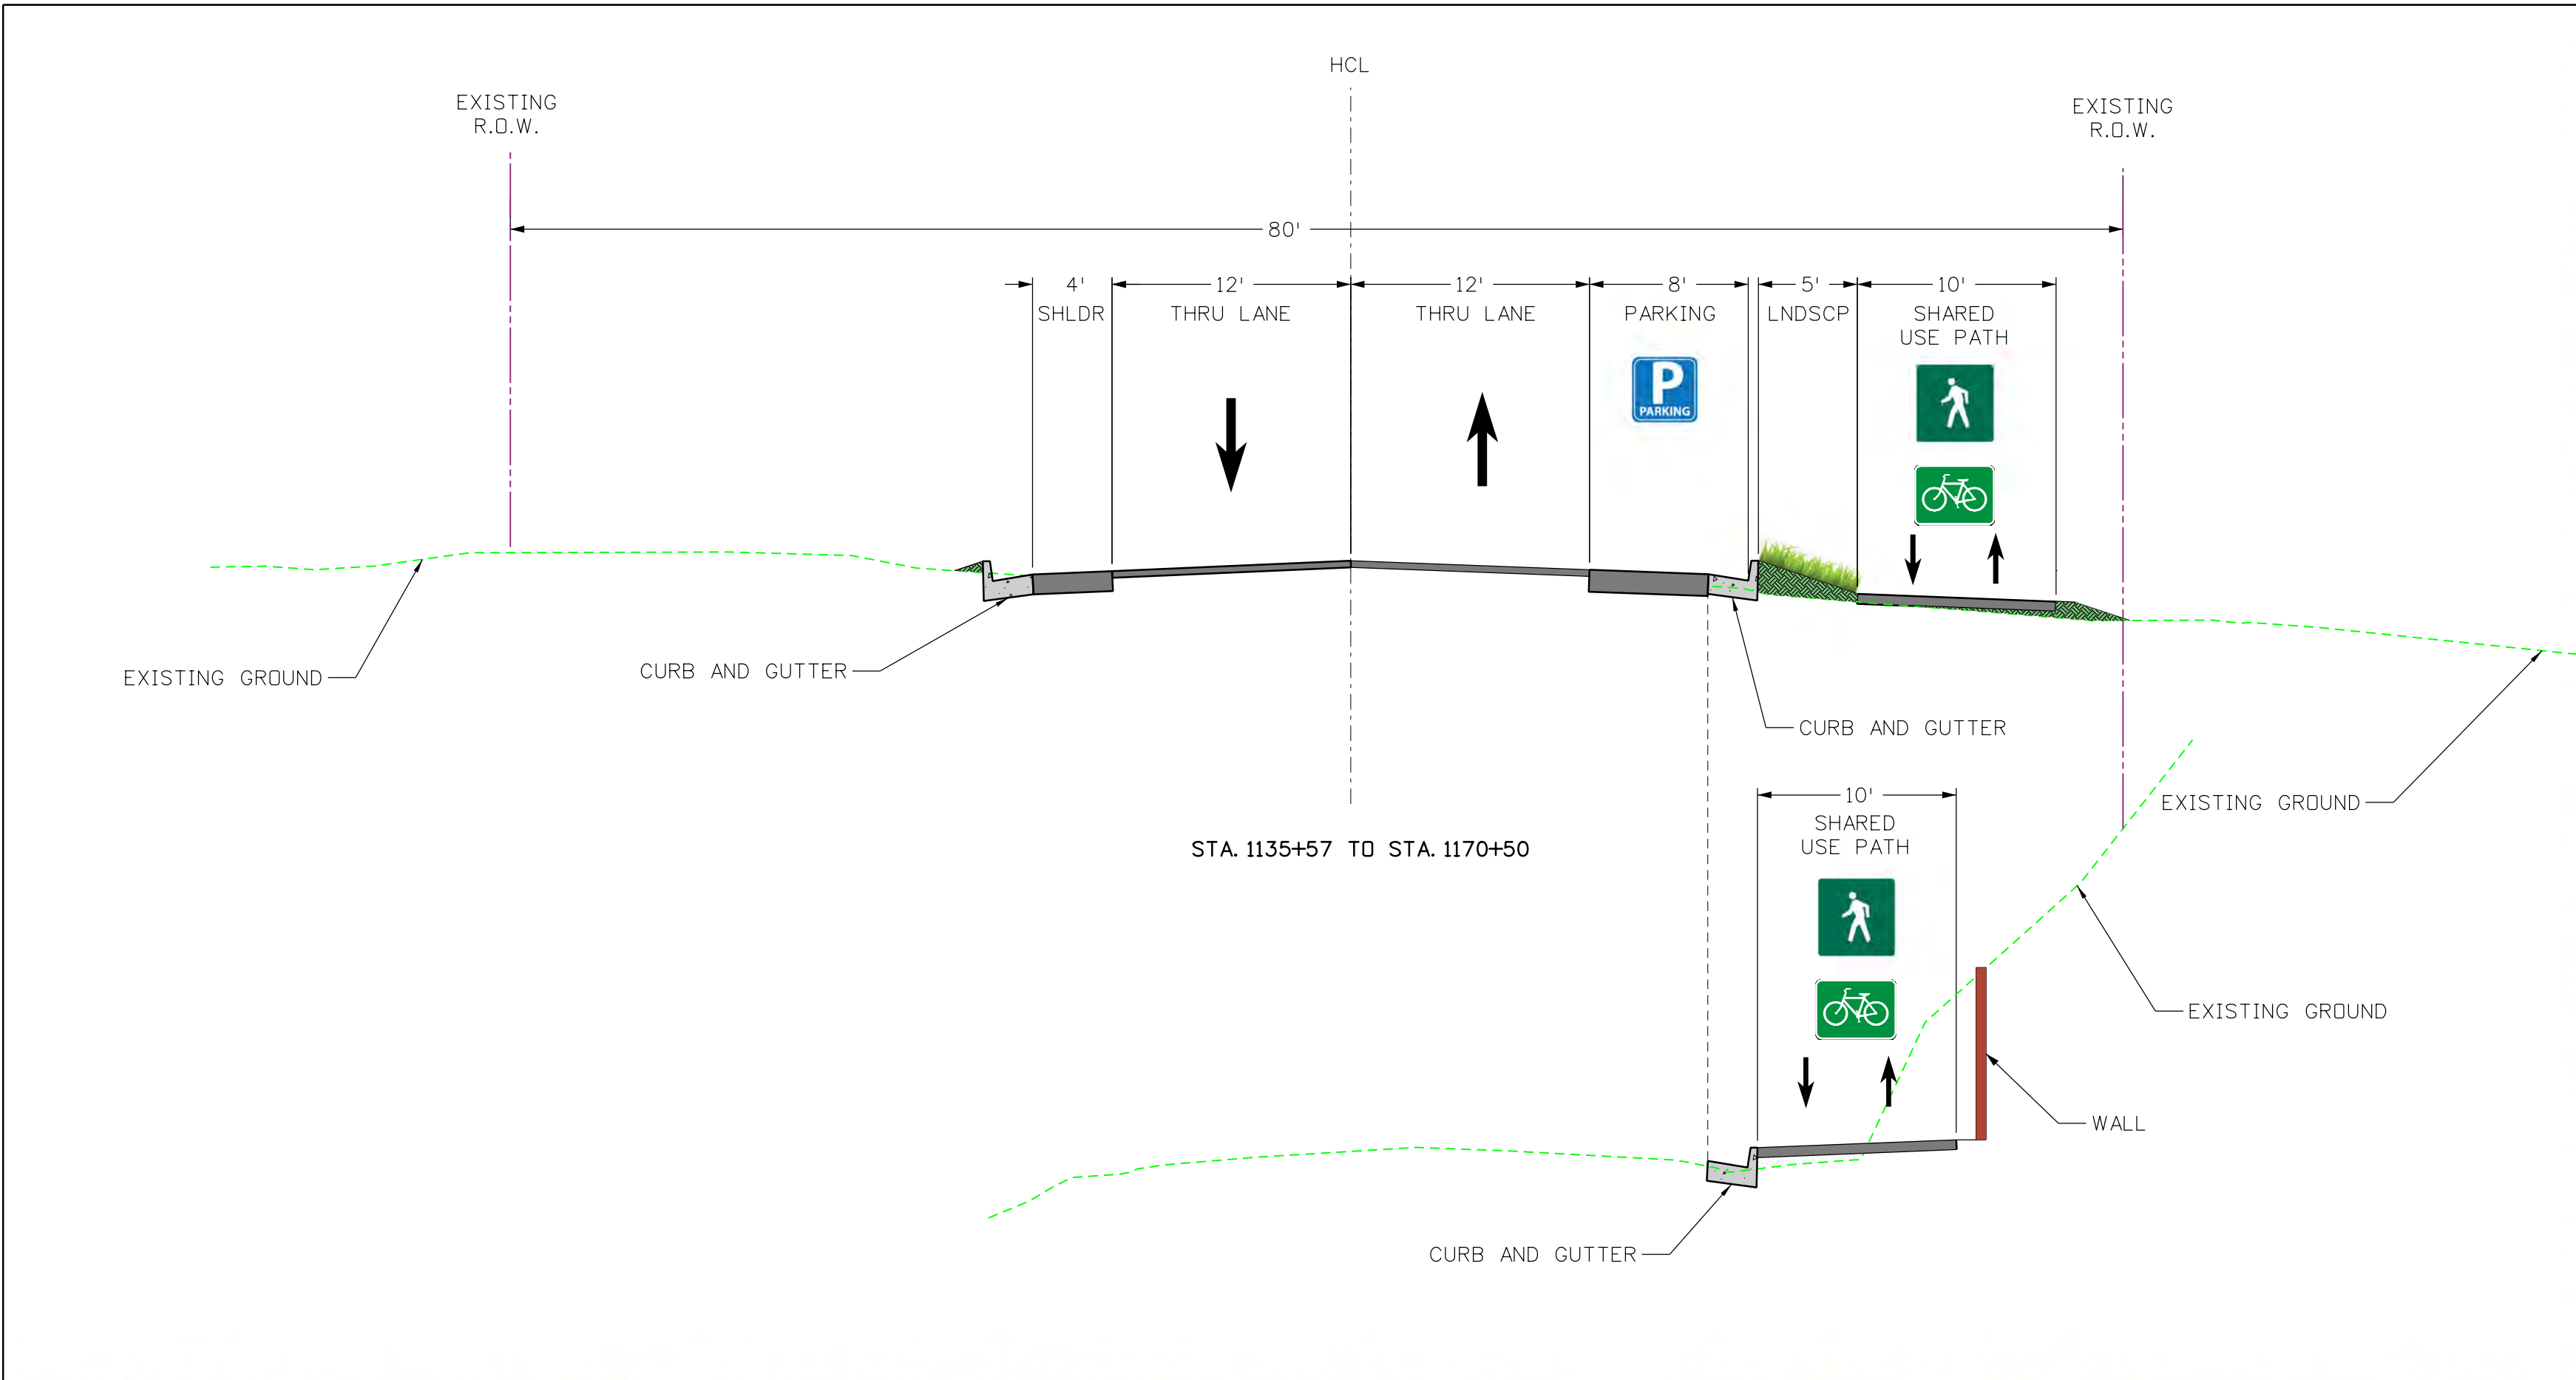 HCL
EXISTING
R.O.W.
EXISTING
R.O.W.
80'
4'
12'
12'
8'
5'
10'
SHLDR
THRU LANE
THRU LANE
PARKING
LNDSCP
SHARED
USE PATH
P
PARKING
EXISTING GROUND
CURB AND GUTTER
CURB AND GUTTER
EXISTING GROUND
STA. 1135+57 TO STA. 1170+50
10'
SHARED
USE PATH
EXISTING GROUND
WALL
CURB AND GUTTER